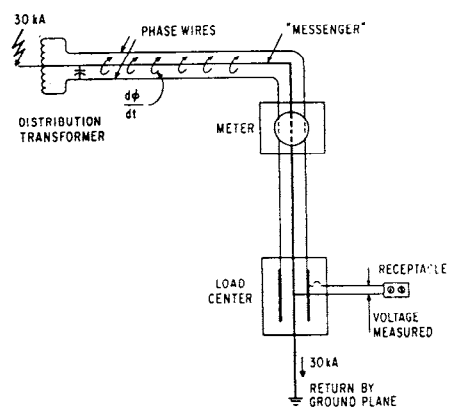 30 kA
PHASE WIRES
"MESSENGER"
dϕ
dt
DISTRIBUTION
TRANSFORMER
METER
LOAD
CENTER
RECEPTACLE
VOLTAGE
MEASURED
30 kA
RETURN BY
GROUND PLANE